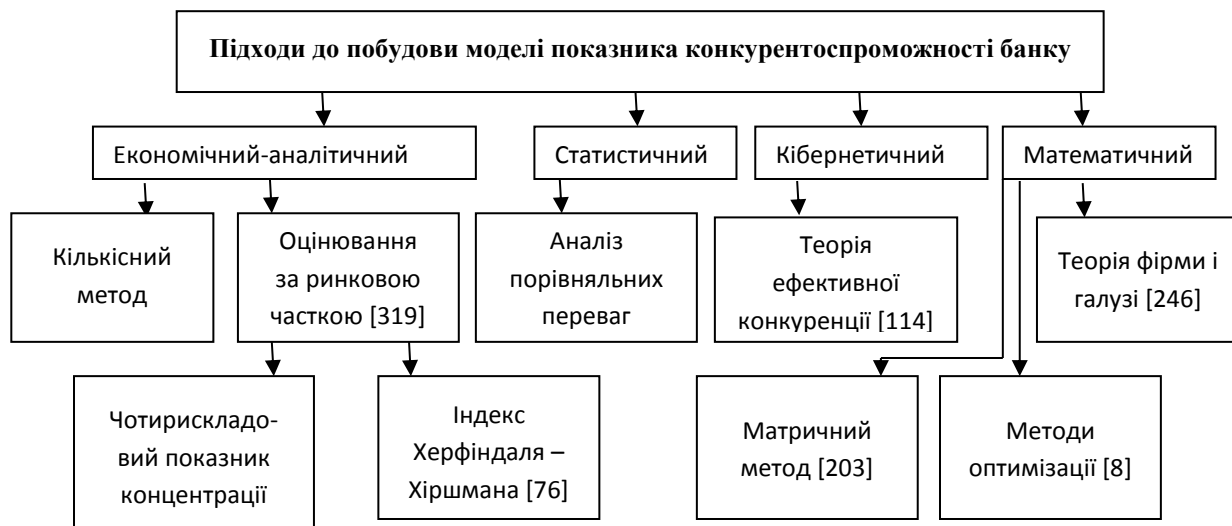 Підходи до побудови моделі показника конкурентоспроможності банку
Економічний-аналітичний
Статистичний
Кібернетичний
Математичний
Кількісний
метод
Оцінювання
за ринковою
часткою [319]
Аналіз
порівняльних
переваг
Теорія
ефективної
конкуренції [114]
Теорія фірми і
галузі [246]
Чотирискладо-
вий показник
концентрації
Індекс
Херфіндаля –
Хіршмана [76]
Матричний
метод [203]
Методи
оптимізації [8]